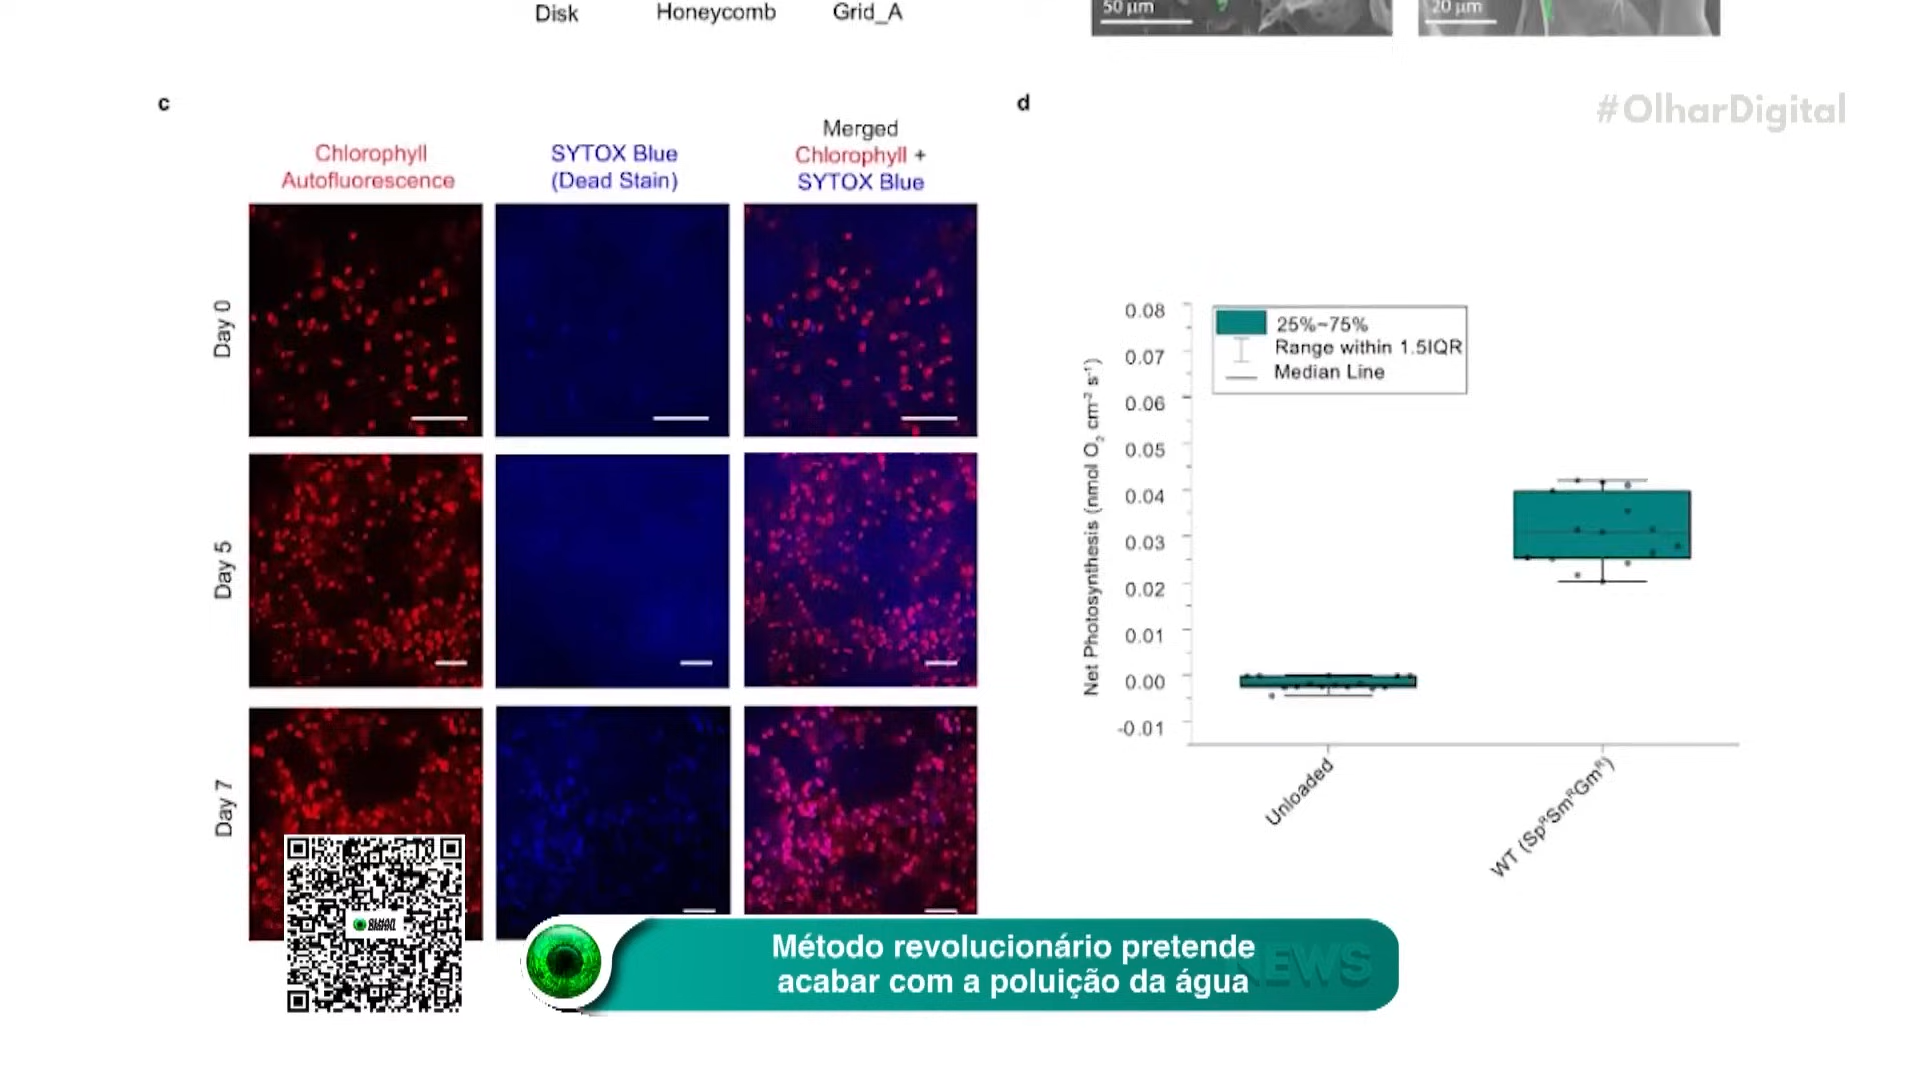 Disk Honeycomb Grid_A
50 μm
20 μm
c
d
#OlharDigital
Chlorophyll
Autofluorescence
SYTOX Blue
(Dead Stain)
Merged
Chlorophyll +
SYTOX Blue
Day 0
Day 5
Day 7
Net Photosynthesis (nmol O₂ cm⁻² s⁻¹)
0.08
0.07
0.06
0.05
0.04
0.03
0.02
0.01
0.00
-0.01
25%~75%
Range within 1.5IQR
Median Line
Unloaded
WT (SpᴿSmᴿGmᴿ)
Método revolucionário pretende
acabar com a poluição da água
NEWS